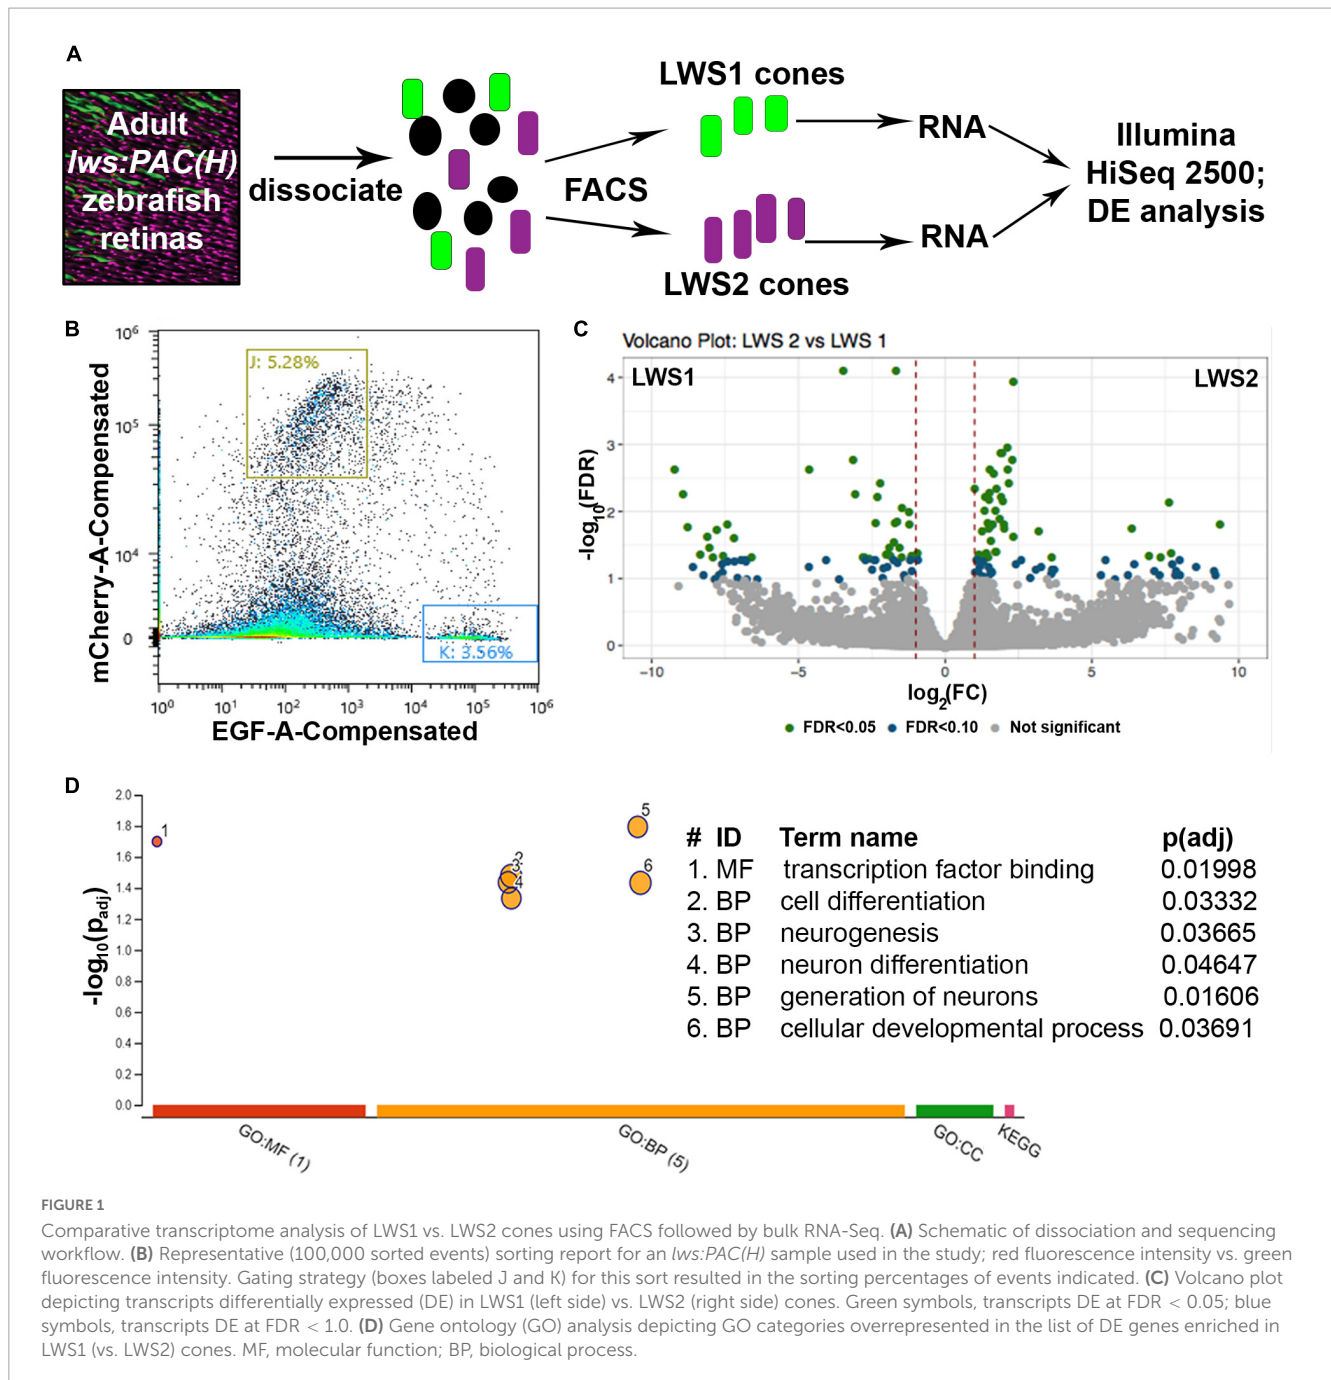 A
Adult
lws:PAC(H)
zebrafish
retinas
dissociate
FACS
LWS1 cones
LWS2 cones
RNA
RNA
Illumina
HiSeq 2500;
DE analysis
B
mCherry-A-Compensated
10⁶
10⁵
10⁴
0
J: 5.28%
K: 3.56%
10⁰ 10¹ 10² 10³ 10⁴ 10⁵ 10⁶
EGF-A-Compensated
C
Volcano Plot: LWS 2 vs LWS 1
LWS1
LWS2
-log₁₀(FDR)
4
3
2
1
0
−10 −5 0 5 10
log₂(FC)
FDR<0.05 FDR<0.10 Not significant
D
-log₁₀(pₐdⱼ)
2.0
1.8
1.6
1.4
1.2
1.0
0.8
0.6
0.4
0.2
0.0
1
2
3
4
5
6
GO:MF (1)
GO:BP (5)
GO:CC
KEGG
# ID Term name p(adj)
1. MF transcription factor binding 0.01998
2. BP cell differentiation 0.03332
3. BP neurogenesis 0.03665
4. BP neuron differentiation 0.04647
5. BP generation of neurons 0.01606
6. BP cellular developmental process 0.03691
FIGURE 1
Comparative transcriptome analysis of LWS1 vs. LWS2 cones using FACS followed by bulk RNA-Seq. (A) Schematic of dissociation and sequencing
workflow. (B) Representative (100,000 sorted events) sorting report for an lws:PAC(H) sample used in the study; red fluorescence intensity vs. green
fluorescence intensity. Gating strategy (boxes labeled J and K) for this sort resulted in the sorting percentages of events indicated. (C) Volcano plot
depicting transcripts differentially expressed (DE) in LWS1 (left side) vs. LWS2 (right side) cones. Green symbols, transcripts DE at FDR < 0.05; blue
symbols, transcripts DE at FDR < 1.0. (D) Gene ontology (GO) analysis depicting GO categories overrepresented in the list of DE genes enriched in
LWS1 (vs. LWS2) cones. MF, molecular function; BP, biological process.